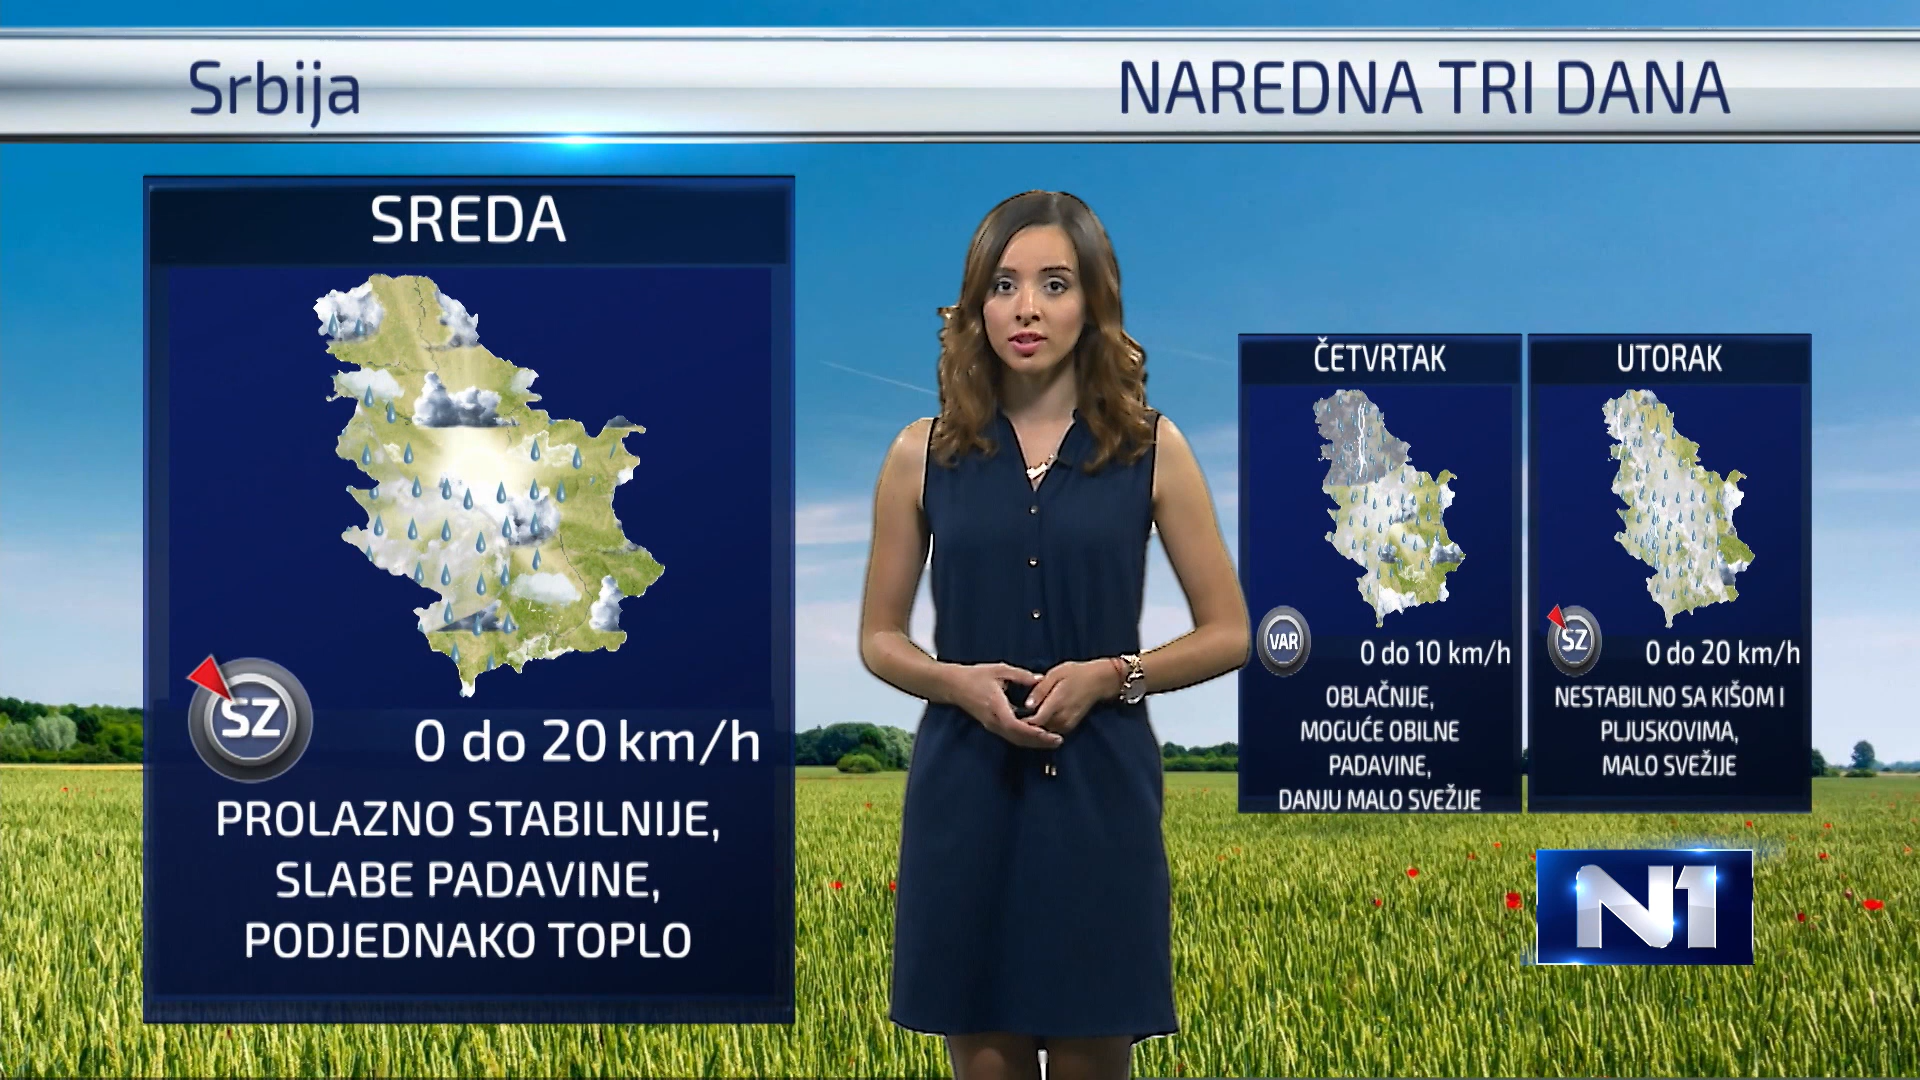 Srbija
NAREDNA TRI DANA
SREDA
SZ
0 do 20 km/h
PROLAZNO STABILNIJE,
SLABE PADAVINE,
PODJEDNAKO TOPLO
ČETVRTAK
VAR
0 do 10 km/h
OBLAČNIJE,
MOGUĆE OBILNE
PADAVINE,
DANJU MALO SVEŽIJE
UTORAK
SZ
0 do 20 km/h
NESTABILNO SA KIŠOM I
PLJUSKOVIMA,
MALO SVEŽIJE
N1